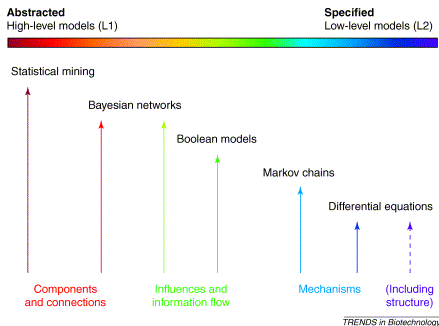 Abstracted
High-level models (L1)
Specified
Low-level models (L2)
Statistical mining
Bayesian networks
Boolean models
Markov chains
Differential equations
Components
and connections
Influences and
information flow
Mechanisms
(Including
structure)
TRENDS in Biotechnology